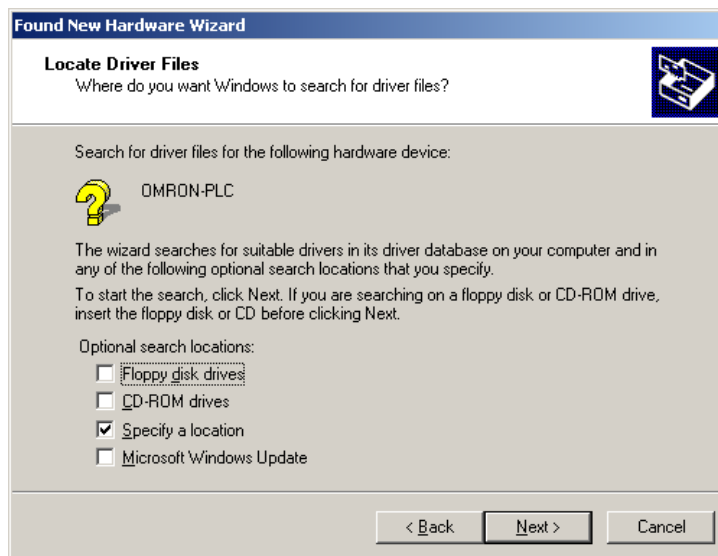 Found New Hardware Wizard
Locate Driver Files
Where do you want Windows to search for driver files?
Search for driver files for the following hardware device:
OMRON-PLC
The wizard searches for suitable drivers in its driver database on your computer and in
any of the following optional search locations that you specify.
To start the search, click Next. If you are searching on a floppy disk or CD-ROM drive,
insert the floppy disk or CD before clicking Next.
Optional search locations:
Floppy disk drives
CD-ROM drives
Specify a location
Microsoft Windows Update
< Back Next > Cancel